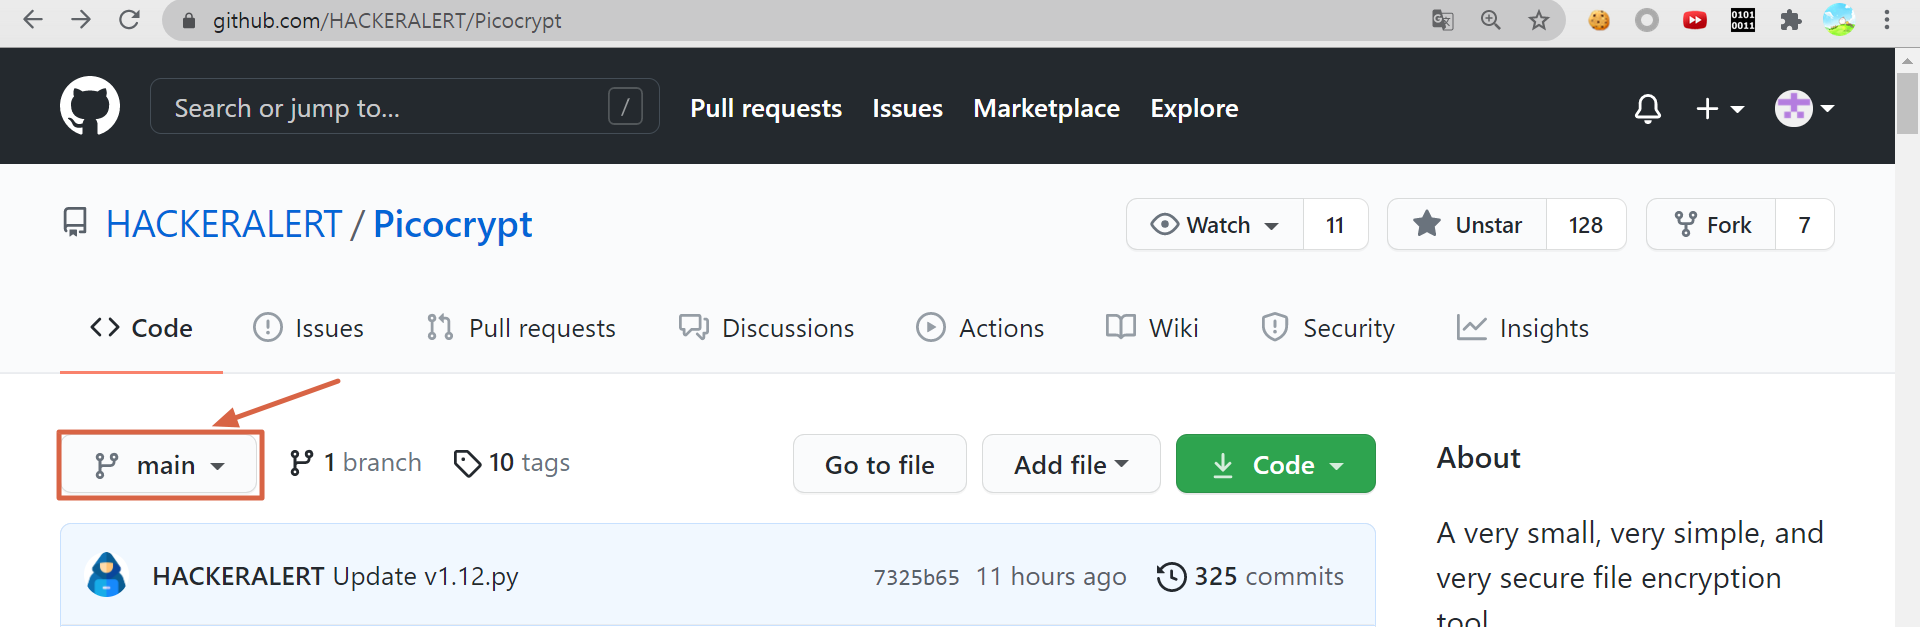 github.com/HACKERALERT/Picocrypt
0101
0011
Search or jump to... /
Pull requests Issues Marketplace Explore
HACKERALERT / Picocrypt
Watch 11 Unstar 128 Fork 7
Code Issues Pull requests Discussions Actions Wiki Security Insights
main 1 branch 10 tags Go to file Add file Code
About
HACKERALERT Update v1.12.py 7325b65 11 hours ago 325 commits
A very small, very simple, and
very secure file encryption
tool